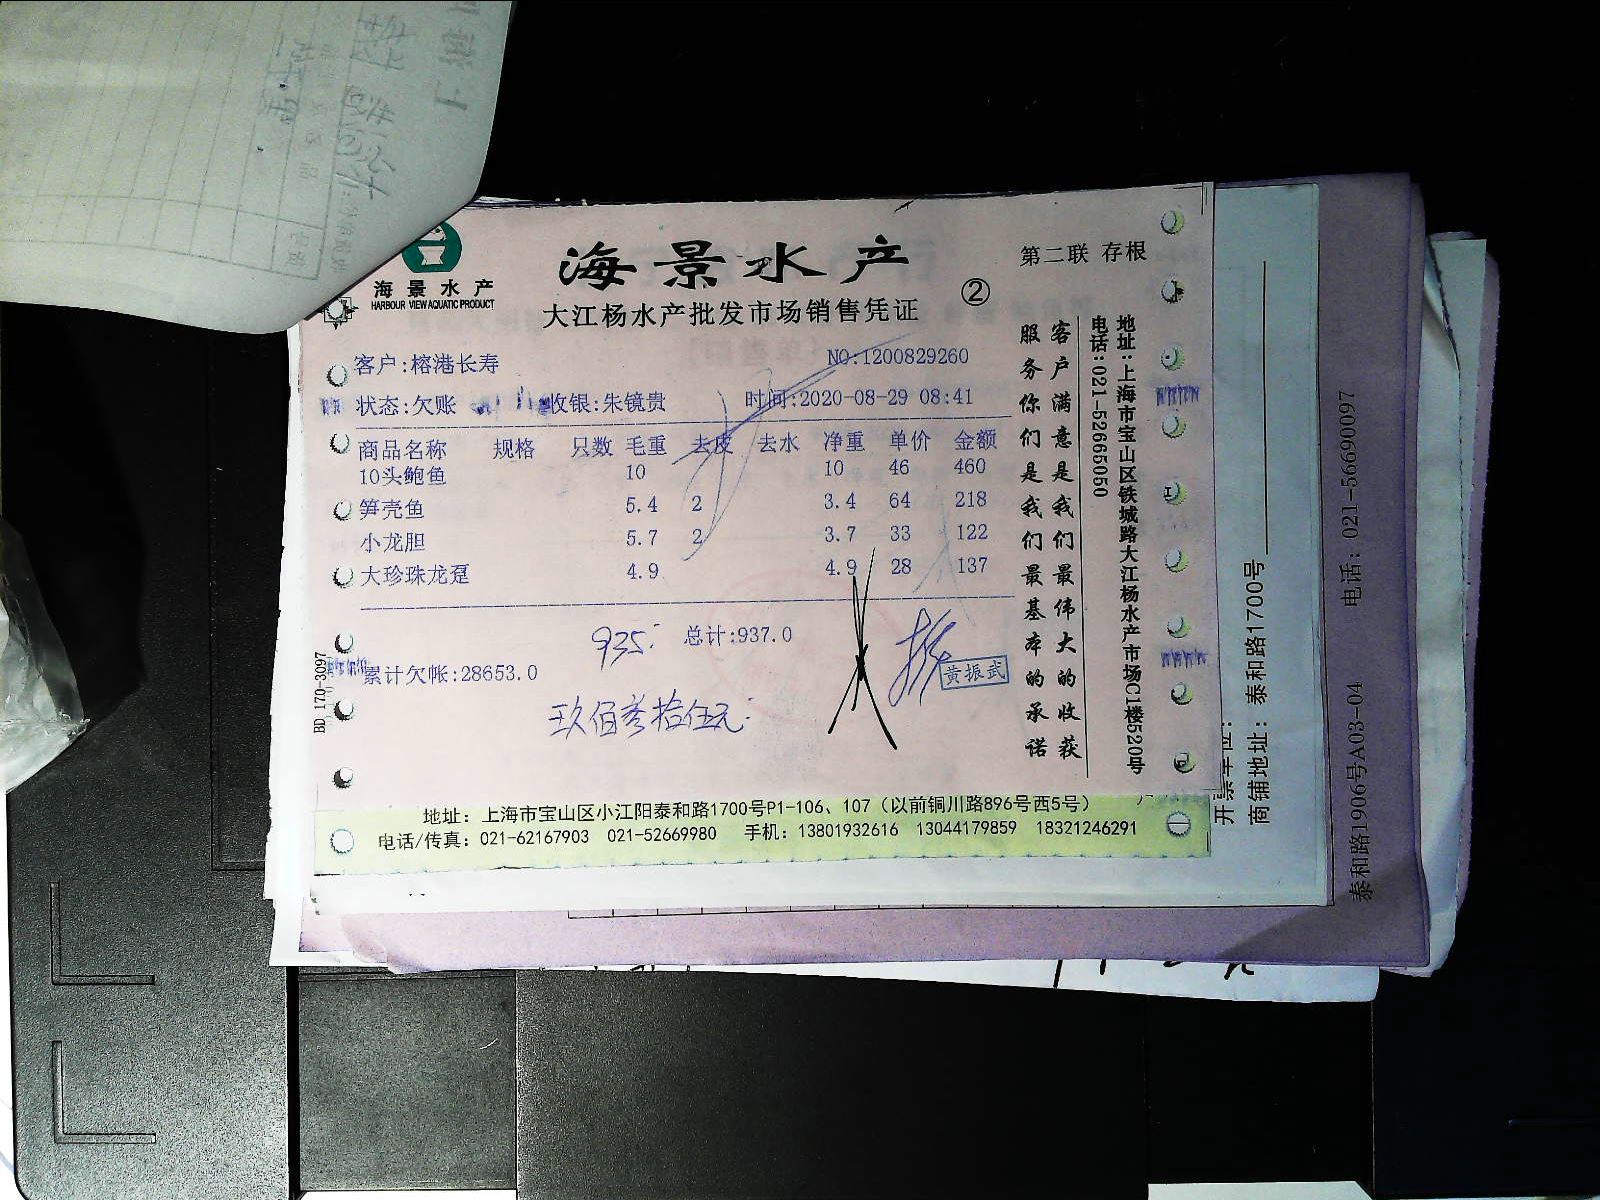 海景水产
HARBOUR VIEW AQUATIC PRODUCT
海景水产
大江杨水产批发市场销售凭证
②
第二联 存根
客户:榕港长寿
NO:1200829260
状态:欠账 收银:朱镜贵 时间:2020-08-29 08:41
商品名称 规格 只数 毛重 去皮 去水 净重 单价 金额
10头鲍鱼 10 10 46 460
笋壳鱼 5.4 2 3.4 64 218
小龙胆 5.7 2 3.7 33 122
大珍珠龙趸 4.9 4.9 28 137
935. 总计:937.0
累计欠帐:28653.0
黄振武
玖佰叁拾伍元.
BD 170-3097
客户满意是我们最伟大的收获
服务你们是我们最基本的承诺
地址:上海市宝山区铁城路大江杨水产市场C1楼520号
电话:021-52665050
地址：上海市宝山区小江阳泰和路1700号P1-106、107（以前铜川路896号西5号）
电话/传真：021-62167903 021-52669980 手机：13801932616 13044179859 18321246291
商铺地址：泰和路1700号
泰和路1906号A03-04 电话：021-56690097